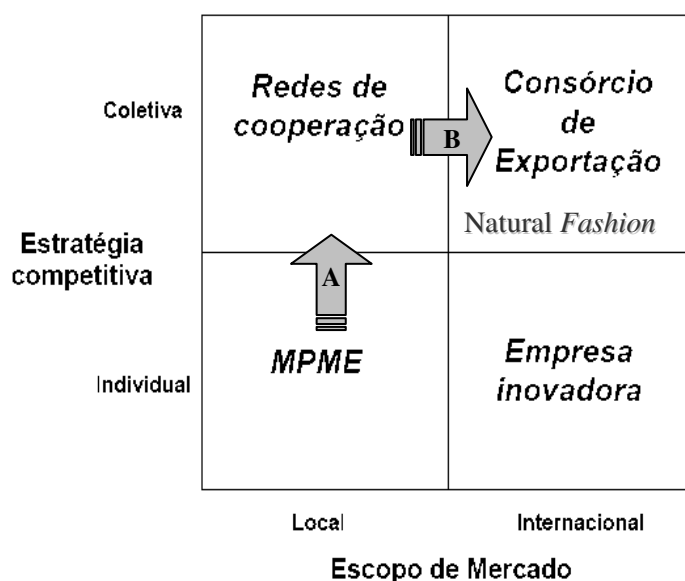 Coletiva
Redes de
cooperação
B
Consórcio
de
Exportação
Natural Fashion
Estratégia
competitiva
A
MPME
Individual
Empresa
inovadora
Local
Internacional
Escopo de Mercado